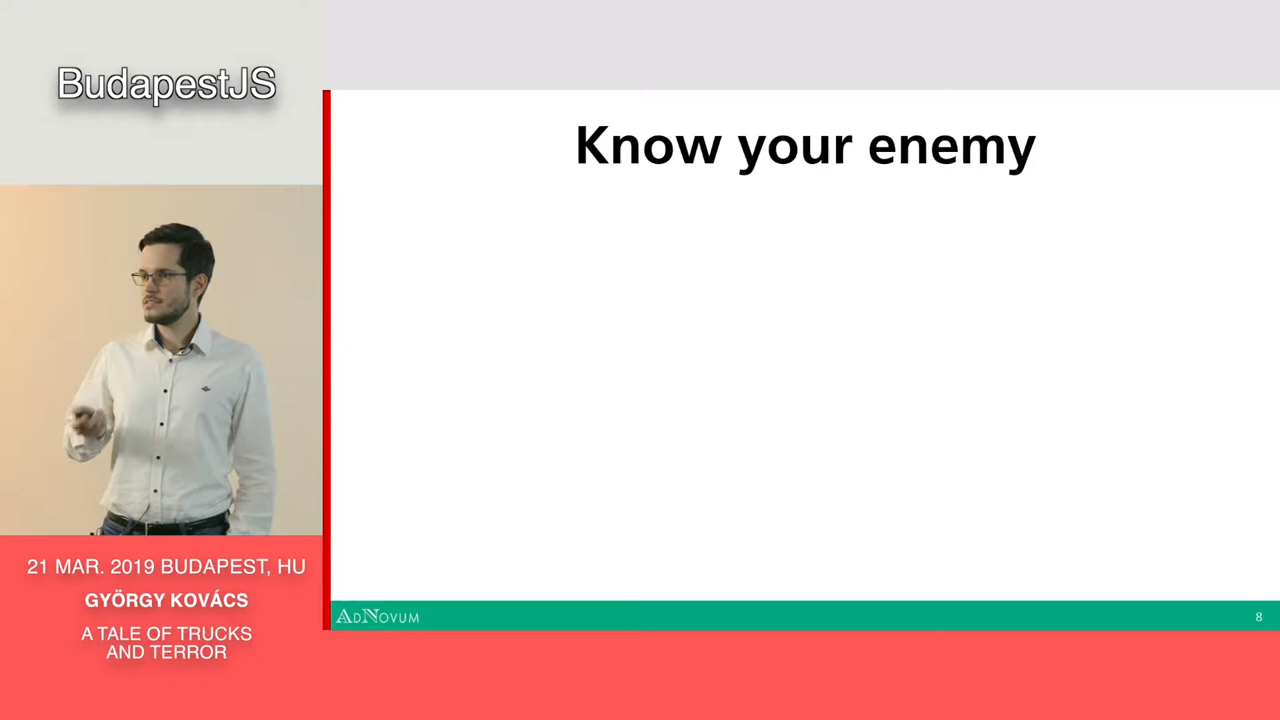 BudapestJS
Know your enemy
21 MAR. 2019 BUDAPEST, HU
GYÖRGY KOVÁCS
A TALE OF TRUCKS
AND TERROR
ADNOVUM
8